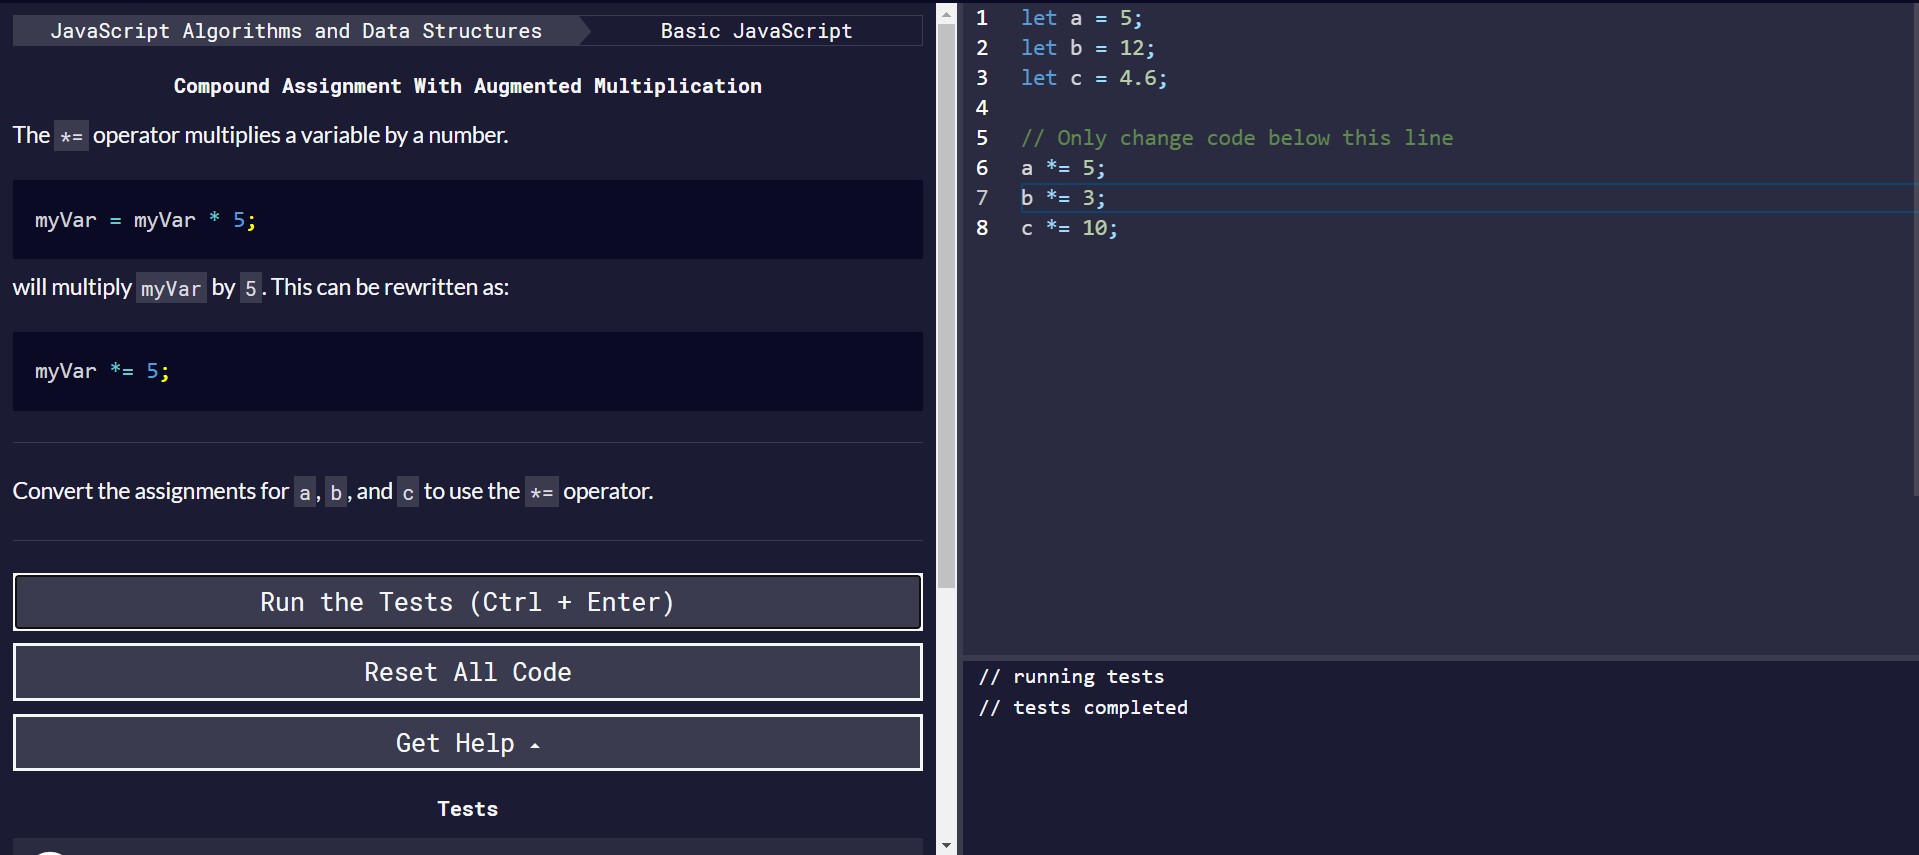 JavaScript Algorithms and Data Structures
Basic JavaScript
Compound Assignment With Augmented Multiplication
The *= operator multiplies a variable by a number.
myVar = myVar * 5;
will multiply myVar by 5. This can be rewritten as:
myVar *= 5;
Convert the assignments for a, b, and c to use the *= operator.
Run the Tests (Ctrl + Enter)
Reset All Code
Get Help
Tests
1 let a = 5;
2 let b = 12;
3 let c = 4.6;
4
5 // Only change code below this line
6 a *= 5;
7 b *= 3;
8 c *= 10;
// running tests
// tests completed